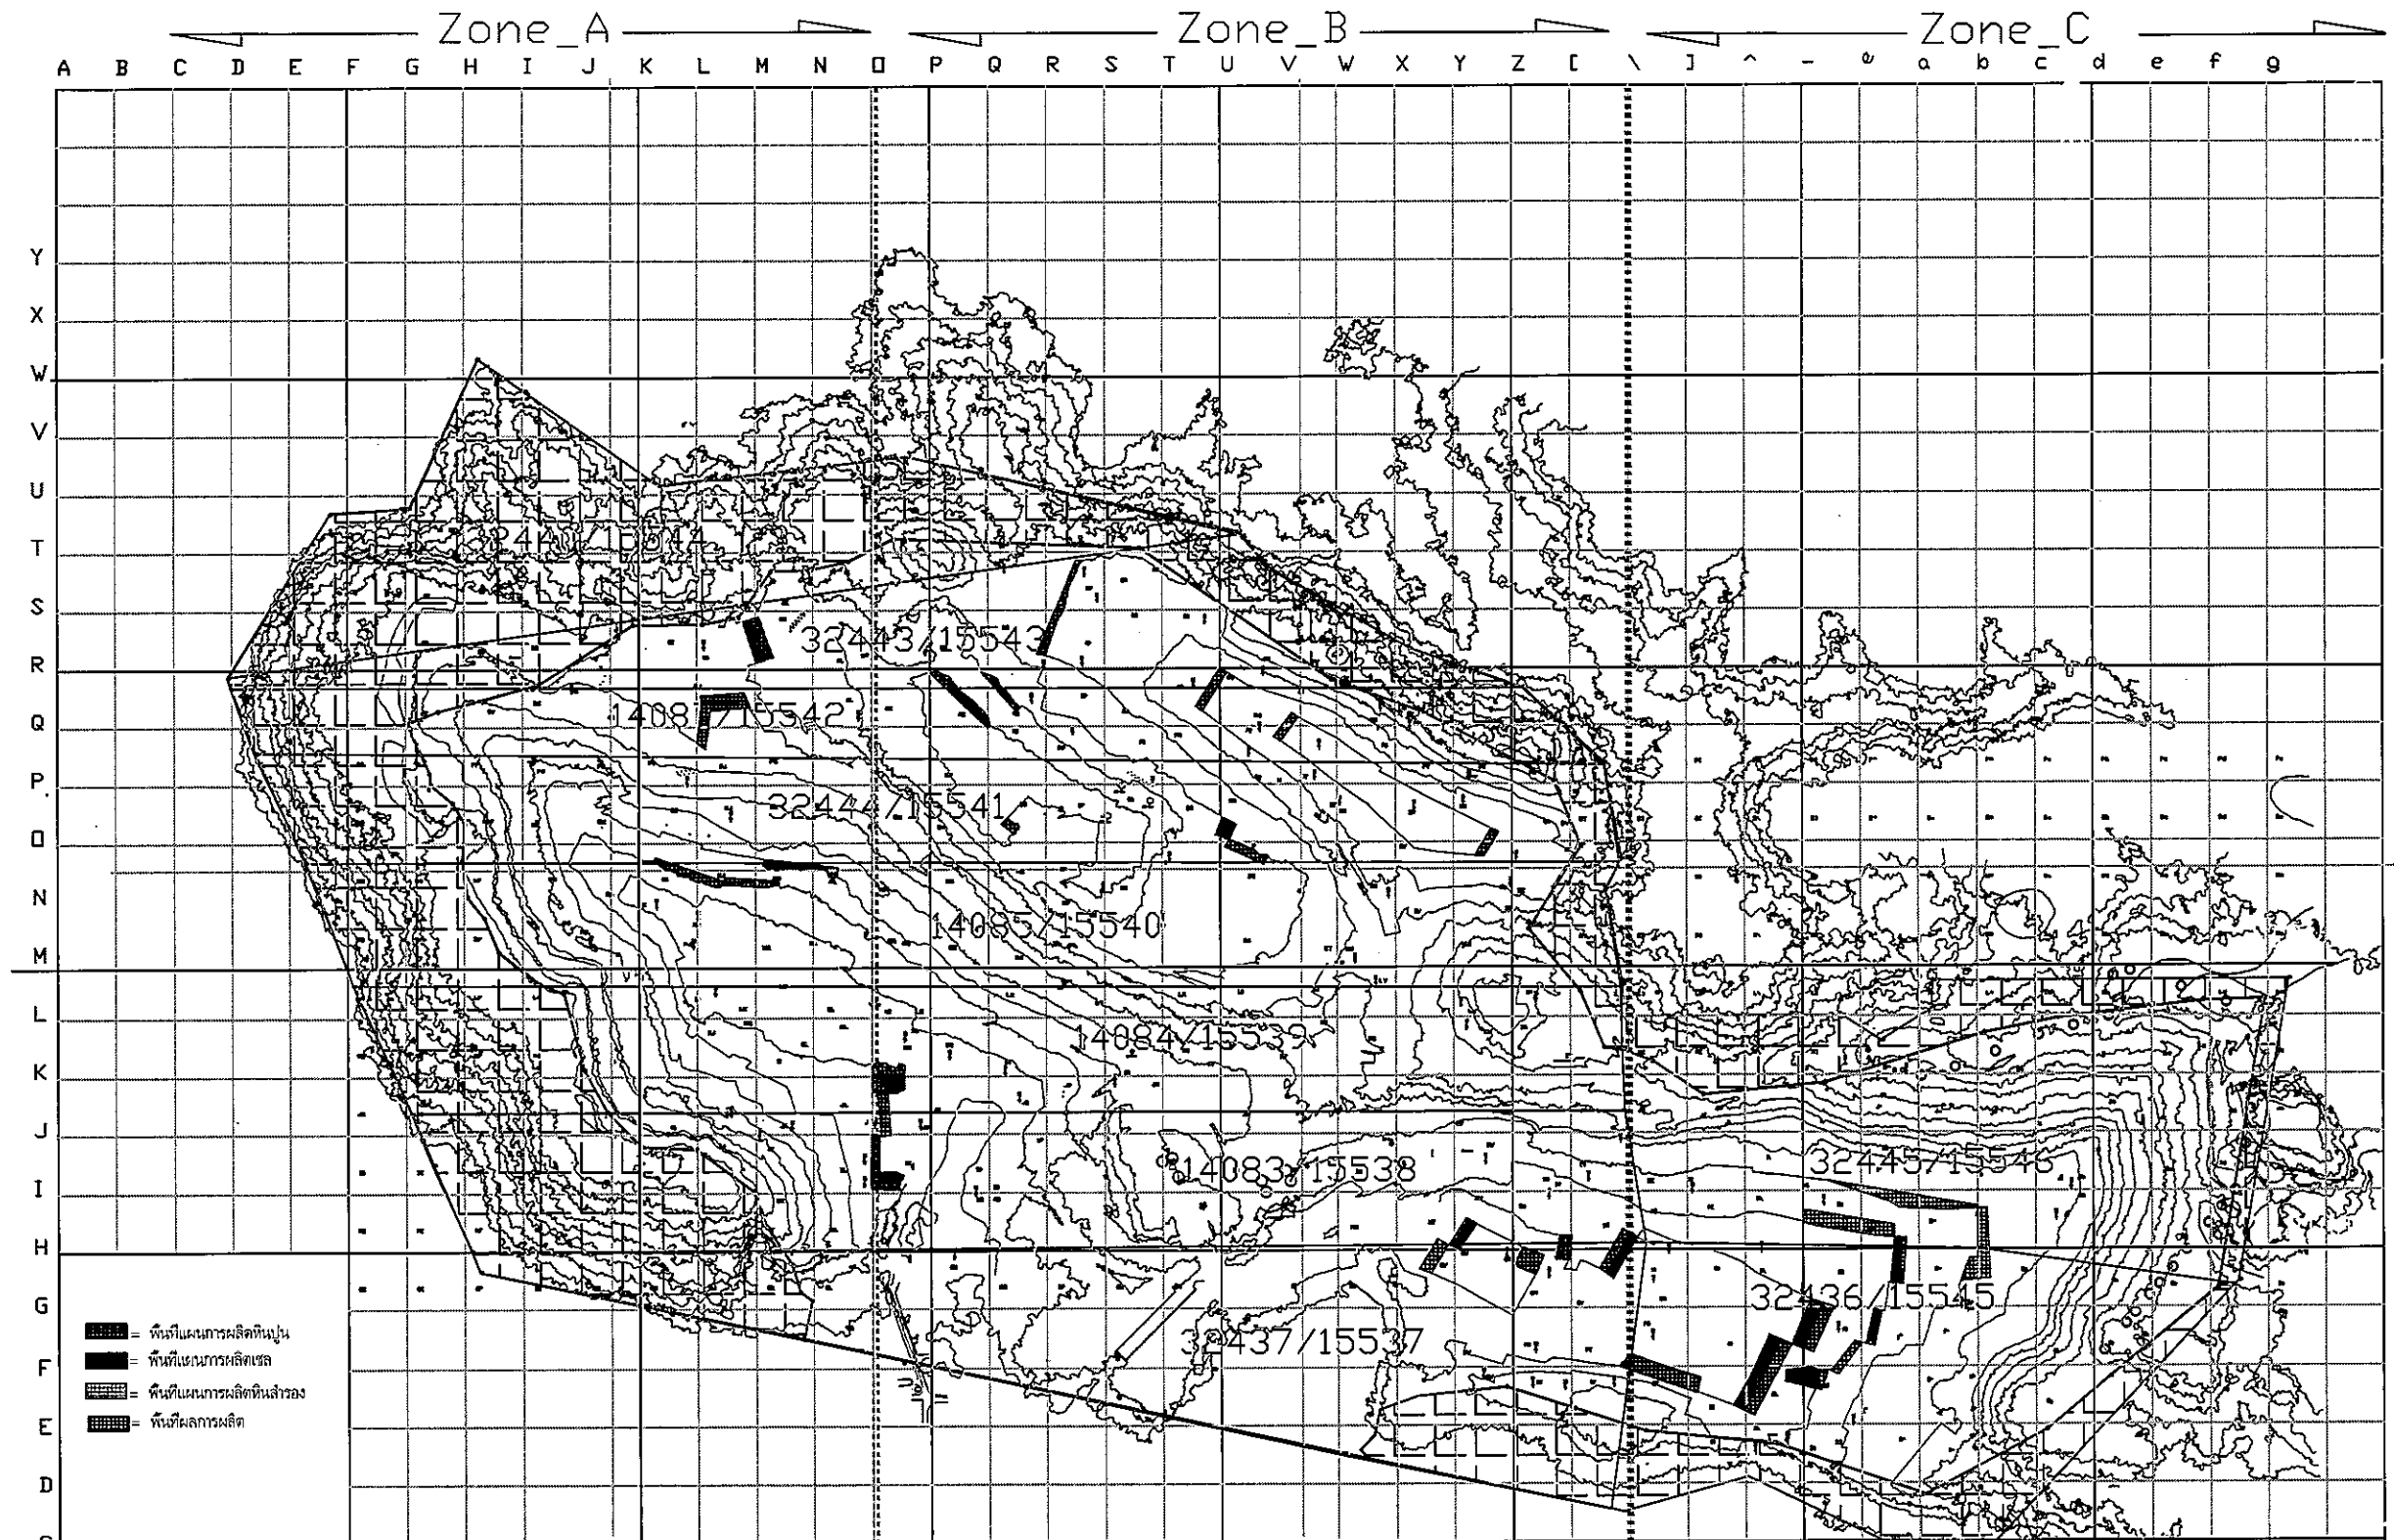 Zone_A Zone_B Zone_C
A B C D E F G H I J K L M N O P Q R S T U V W X Y Z [ \ ] ^ - @ a b c d e f g
Y
X
W
V
U
T
S
32443/15543
R
Q
14087/15542
P
32444/15541
O
N
14085/15540
M
L
14084/15539
K
J
14083/15538
I
H
32436/15545
G
32437/15537
= พื้นที่แผนการผลิตหินปูน
= พื้นที่แผนการผลิตเชล
F
= พื้นที่แผนการผลิตหินสำรอง
= พื้นที่ผลการผลิต
E
D